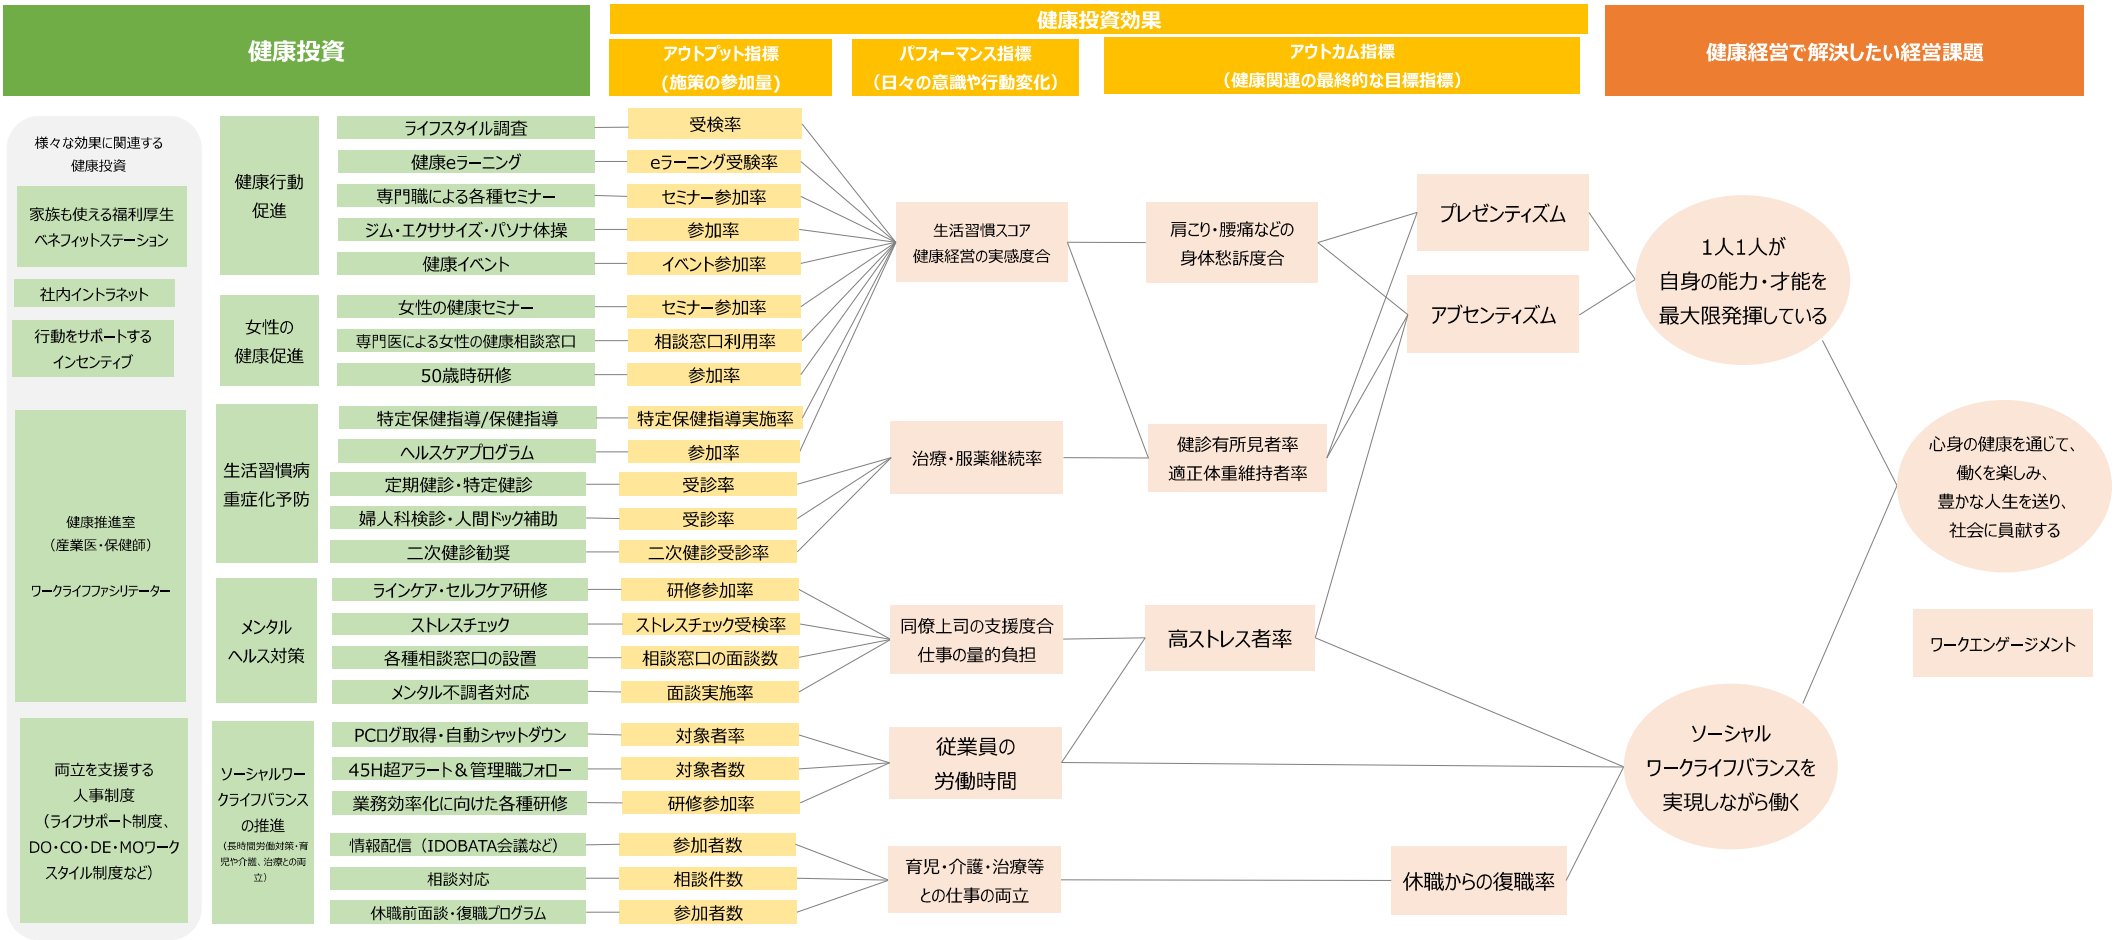 健康投資
健康投資効果
アウトプット指標
(施策の参加量)
パフォーマンス指標
（日々の意識や行動変化）
アウトカム指標
（健康関連の最終的な目標指標）
健康経営で解決したい経営課題
様々な効果に関連する
健康投資
家族も使える福利厚生
ベネフィットステーション
社内イントラネット
行動をサポートする
インセンティブ
健康推進室
（産業医・保健師）
ワークライフファシリテーター
両立を支援する
人事制度
（ライフサポート制度、
DO・CO・DE・MOワーク
スタイル制度など）
健康行動
促進
ライフスタイル調査
受検率
健康eラーニング
eラーニング受験率
専門職による各種セミナー
セミナー参加率
ジム・エクササイズ・パソナ体操
参加率
健康イベント
イベント参加率
女性の
健康促進
女性の健康セミナー
セミナー参加率
専門医による女性の健康相談窓口
相談窓口利用率
50歳時研修
参加率
生活習慣病
重症化予防
特定保健指導/保健指導
特定保健指導実施率
ヘルスケアプログラム
参加率
定期健診・特定健診
受診率
婦人科検診・人間ドック補助
受診率
二次健診勧奨
二次健診受診率
メンタル
ヘルス対策
ラインケア・セルフケア研修
研修参加率
ストレスチェック
ストレスチェック受検率
各種相談窓口の設置
相談窓口の面談数
メンタル不調者対応
面談実施率
ソーシャルワー
クライフバランス
の推進
（長時間労働対策・育
児や介護、治療との両
立）
PCログ取得・自動シャットダウン
対象者率
45H超アラート＆管理職フォロー
対象者数
業務効率化に向けた各種研修
研修参加率
情報配信（IDOBATA会議など）
参加者数
相談対応
相談件数
休職前面談・復職プログラム
参加者数
生活習慣スコア
健康経営の実感度合
治療・服薬継続率
同僚上司の支援度合
仕事の量的負担
従業員の
労働時間
育児・介護・治療等
との仕事の両立
肩こり・腰痛などの
身体愁訴度合
健診有所見者率
適正体重維持者率
高ストレス者率
プレゼンティズム
アブセンティズム
休職からの復職率
1人1人が
自身の能力・才能を
最大限発揮している
ソーシャル
ワークライフバランスを
実現しながら働く
心身の健康を通じて、
働くを楽しみ、
豊かな人生を送り、
社会に貢献する
ワークエンゲージメント